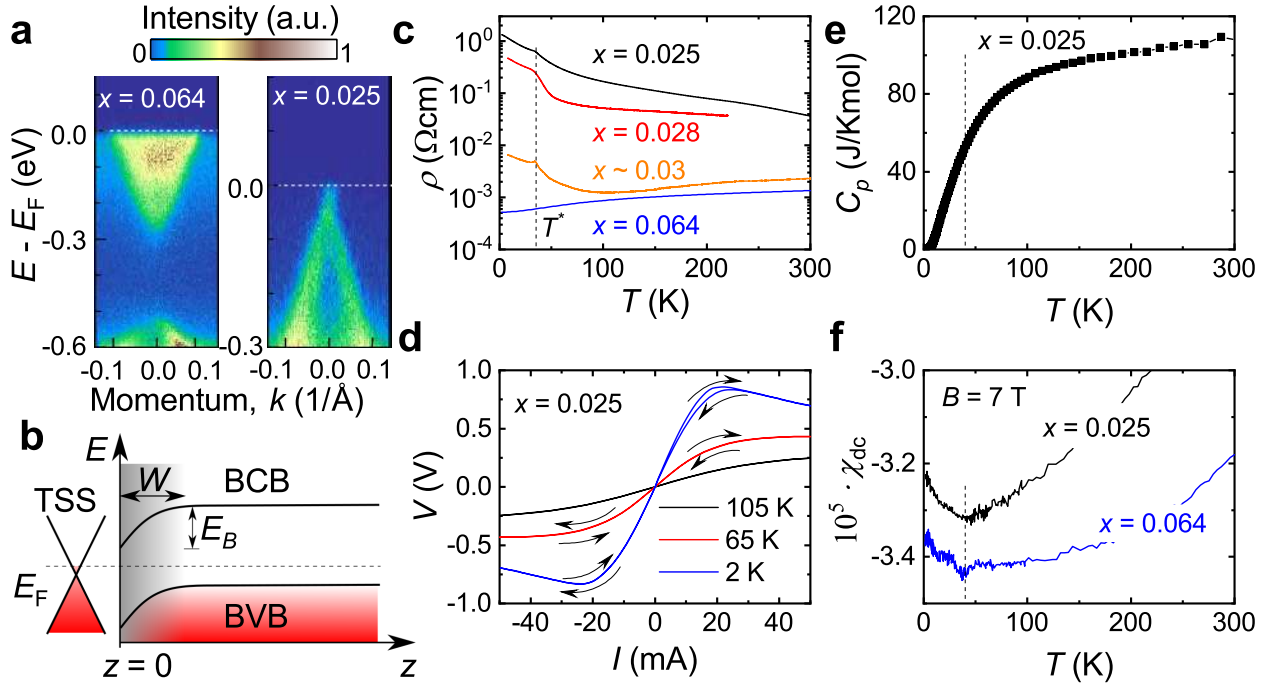 a
Intensity (a.u.)
0
1
x = 0.064
x = 0.025
0.0
-0.3
-0.6
E - E_F (eV)
0.0
-0.3
-0.1 0.0 0.1
-0.1 0.0 0.1
Momentum, k (1/Å)
b
E
W
BCB
TSS
E_B
E_F
BVB
z = 0
z
c
10^0
10^-1
10^-2
10^-3
10^-4
ρ (Ωcm)
x = 0.025
x = 0.028
x ~ 0.03
x = 0.064
T*
0 100 200 300
T (K)
d
1.0
0.5
0.0
-0.5
-1.0
V (V)
x = 0.025
105 K
65 K
2 K
-40 -20 0 20 40
I (mA)
e
120
80
40
0
C_p (J/Kmol)
x = 0.025
0 100 200 300
T (K)
f
-3.0
-3.2
-3.4
10^5 · χ_dc
B = 7 T
x = 0.025
x = 0.064
0 100 200 300
T (K)